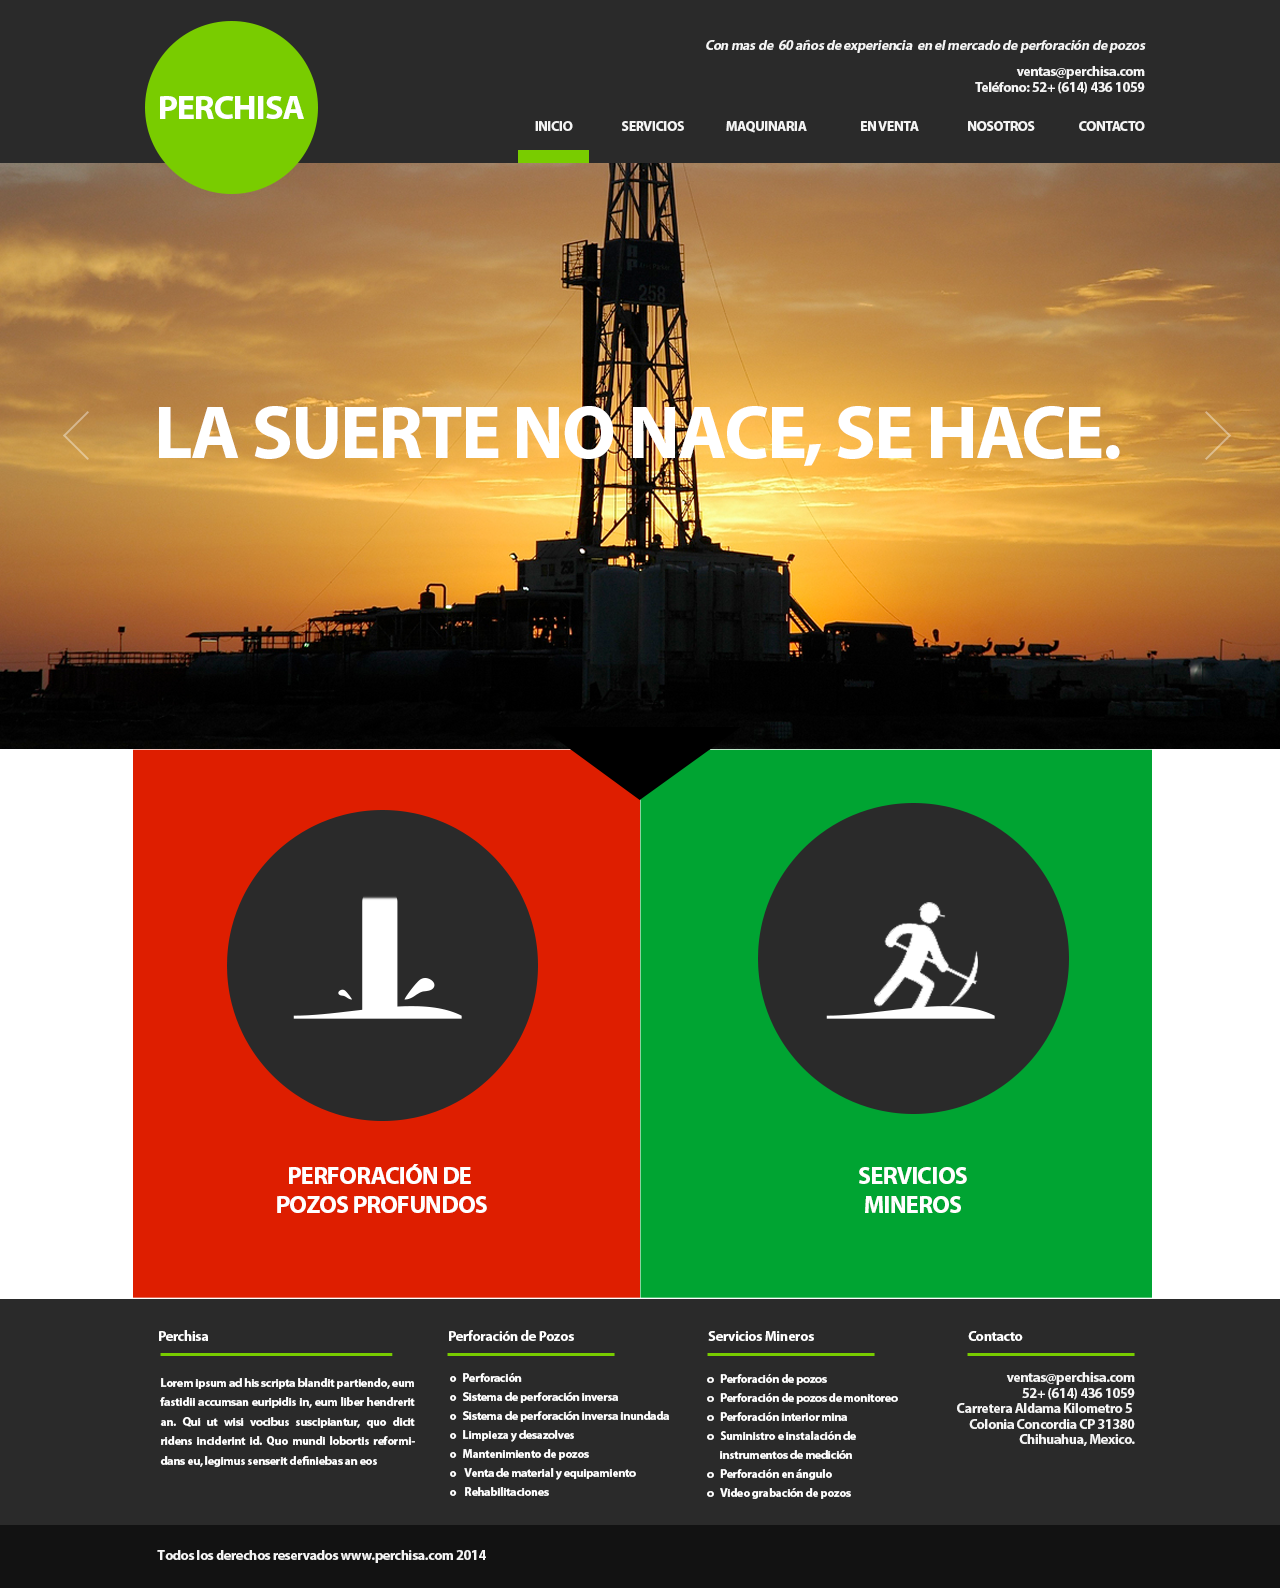 PERCHISA
Con mas de 60 años de experiencia en el mercado de perforación de pozos
ventas@perchisa.com
Teléfono: 52+ (614) 436 1059
INICIO SERVICIOS MAQUINARIA EN VENTA NOSOTROS CONTACTO
258
LA SUERTE NO NACE, SE HACE.
PERFORACIÓN DE
POZOS PROFUNDOS
SERVICIOS
MINEROS
Perchisa
Lorem ipsum ad his scripta blandit partiendo, eum
fastidii accumsan euripidis in, eum liber hendrerit
an. Qui ut wisi vocibus suscipiantur, quo dicit
ridens inciderint id. Quo mundi lobortis reformi-
dans eu, legimus senserit definiebas an eos
Perforación de Pozos
Perforación
Sistema de perforación inversa
Sistema de perforación inversa inundada
Limpieza y desazolves
Mantenimiento de pozos
Venta de material y equipamiento
Rehabilitaciones
Servicios Mineros
Perforación de pozos
Perforación de pozos de monitoreo
Perforación interior mina
Suministro e instalación de
instrumentos de medición
Perforación en ángulo
Video grabación de pozos
Contacto
ventas@perchisa.com
52+ (614) 436 1059
Carretera Aldama Kilometro 5
Colonia Concordia CP 31380
Chihuahua, Mexico.
Todos los derechos reservados www.perchisa.com 2014